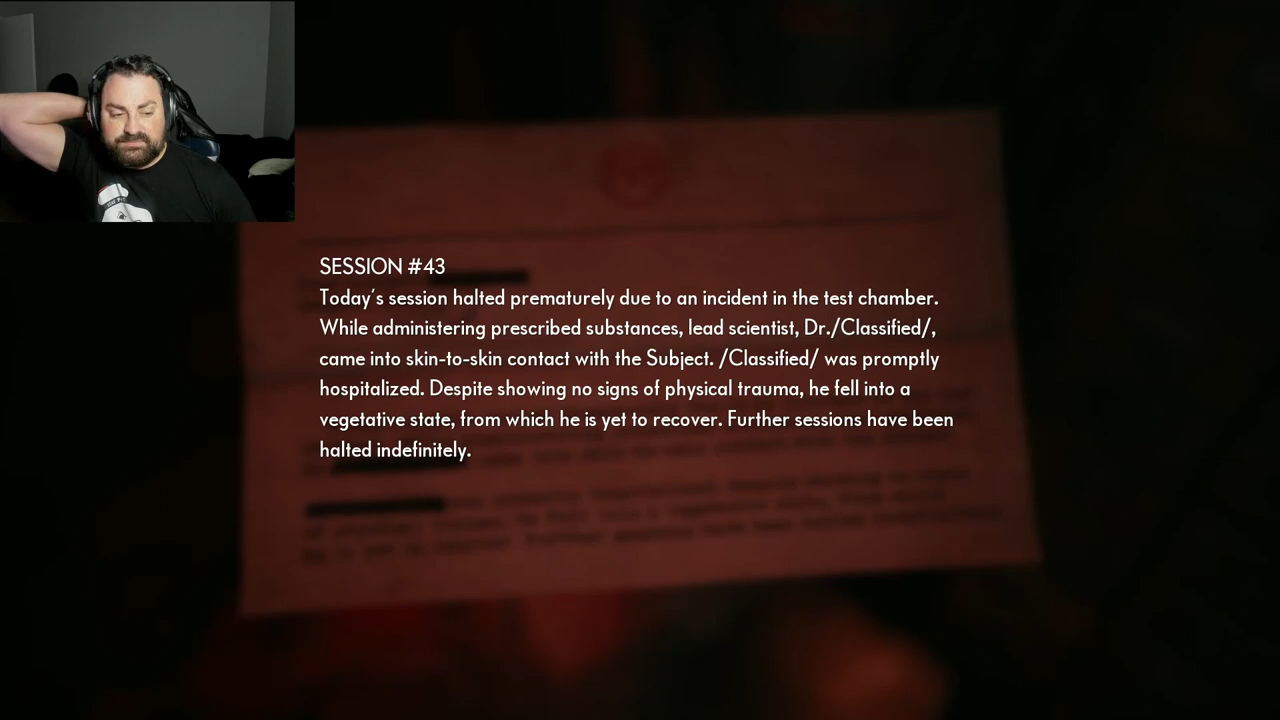 SESSION #43
Today's session halted prematurely due to an incident in the test chamber.
While administering prescribed substances, lead scientist, Dr./Classified/,
came into skin-to-skin contact with the Subject. /Classified/ was promptly
hospitalized. Despite showing no signs of physical trauma, he fell into a
vegetative state, from which he is yet to recover. Further sessions have been
halted indefinitely.